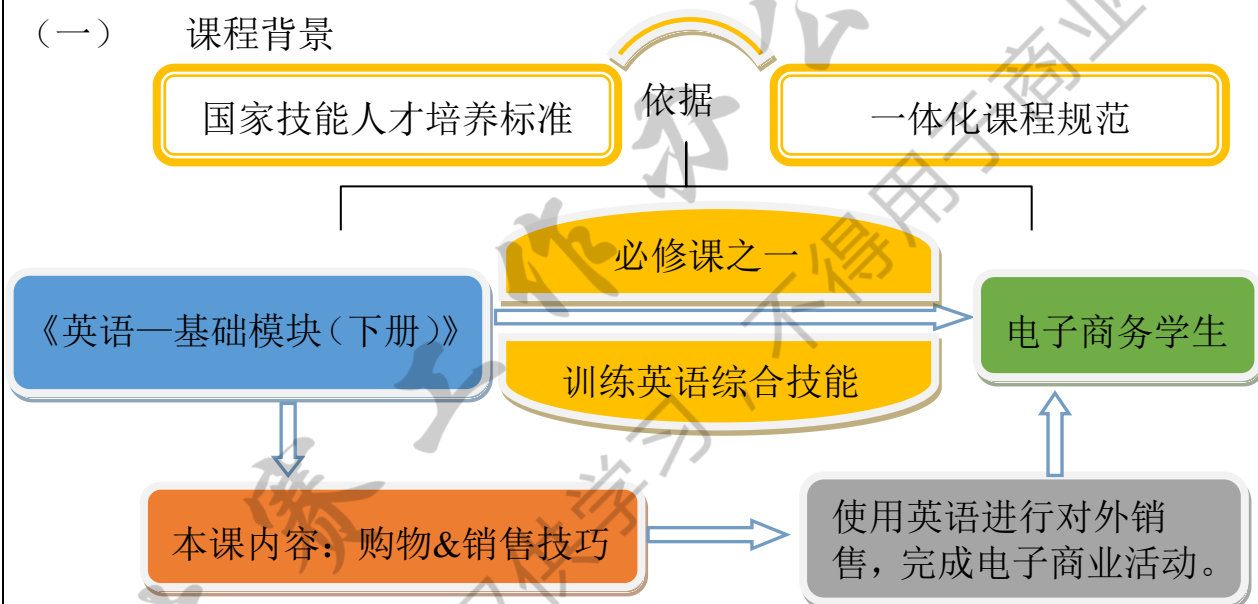 （一） 课程背景
国家技能人才培养标准
依据
一体化课程规范
必修课之一
《英语—基础模块（下册）》
训练英语综合技能
电子商务学生
本课内容：购物&销售技巧
使用英语进行对外销
售，完成电子商业活动。